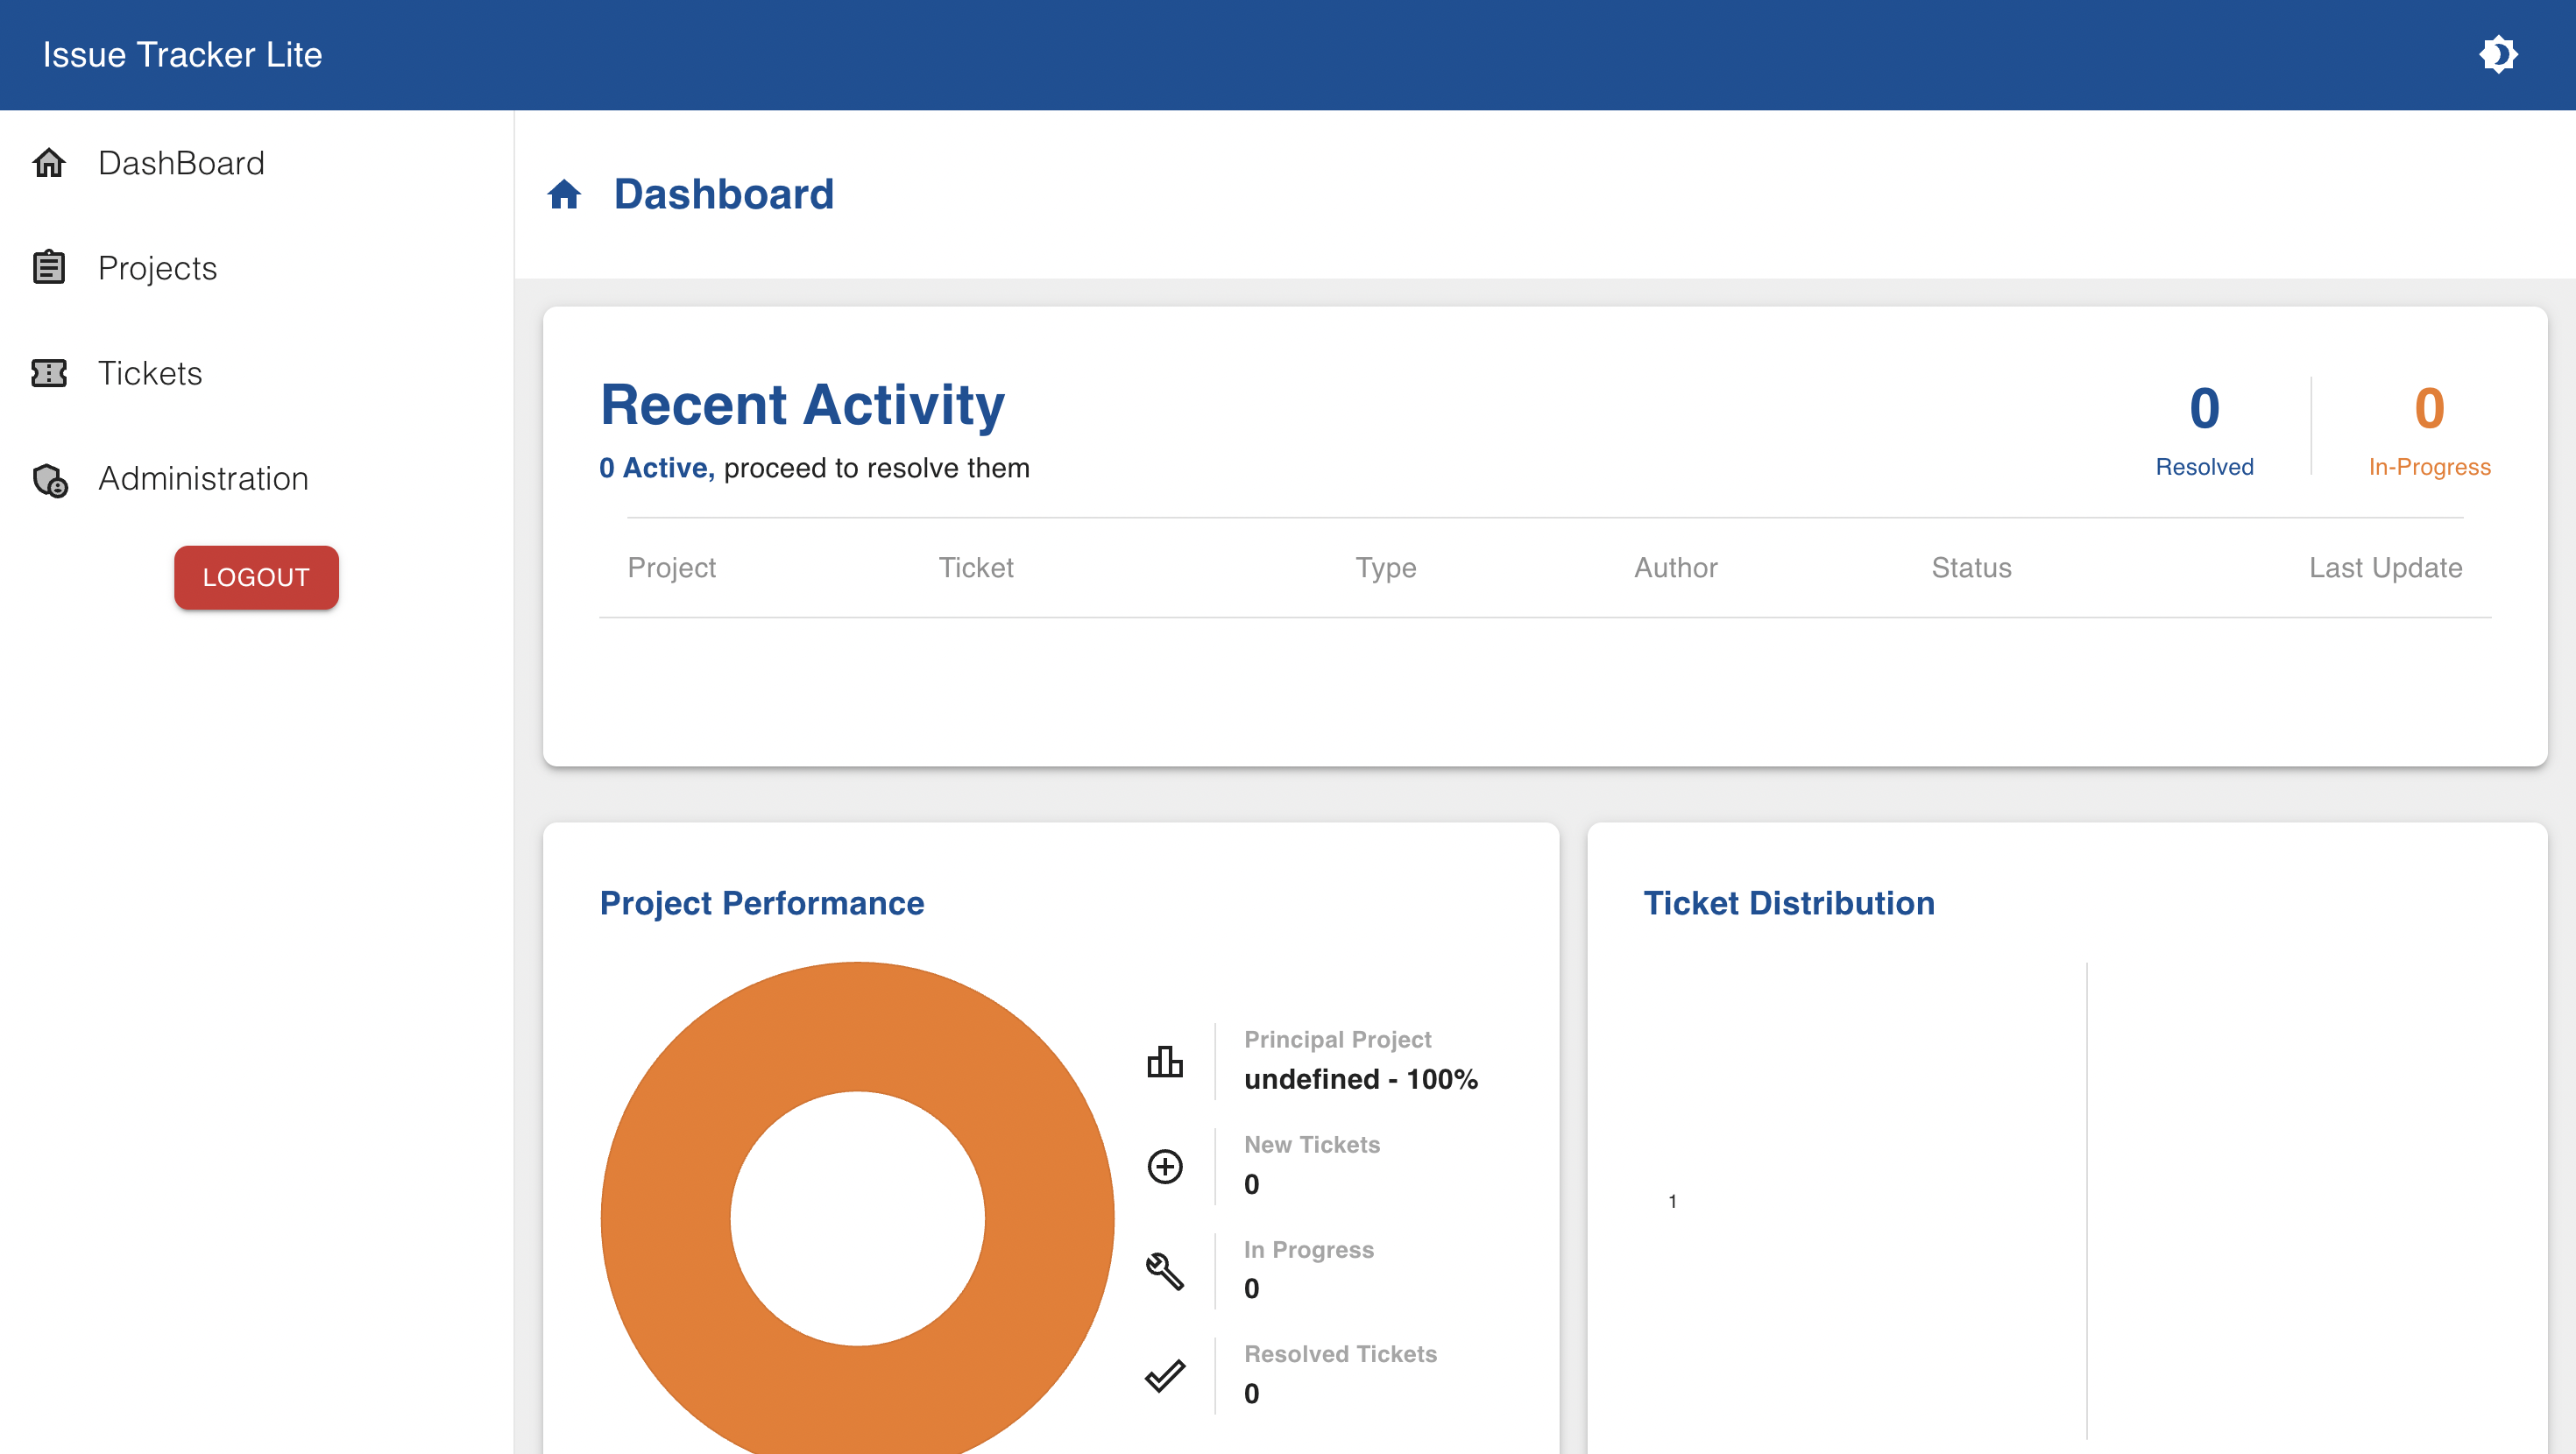 Issue Tracker Lite
DashBoard
Projects
Tickets
Administration
LOGOUT
Dashboard
Recent Activity
0 Active, proceed to resolve them
0
Resolved
0
In-Progress
Project Ticket Type Author Status Last Update
Project Performance
Principal Project
undefined - 100%
New Tickets
0
In Progress
0
Resolved Tickets
0
Ticket Distribution
1